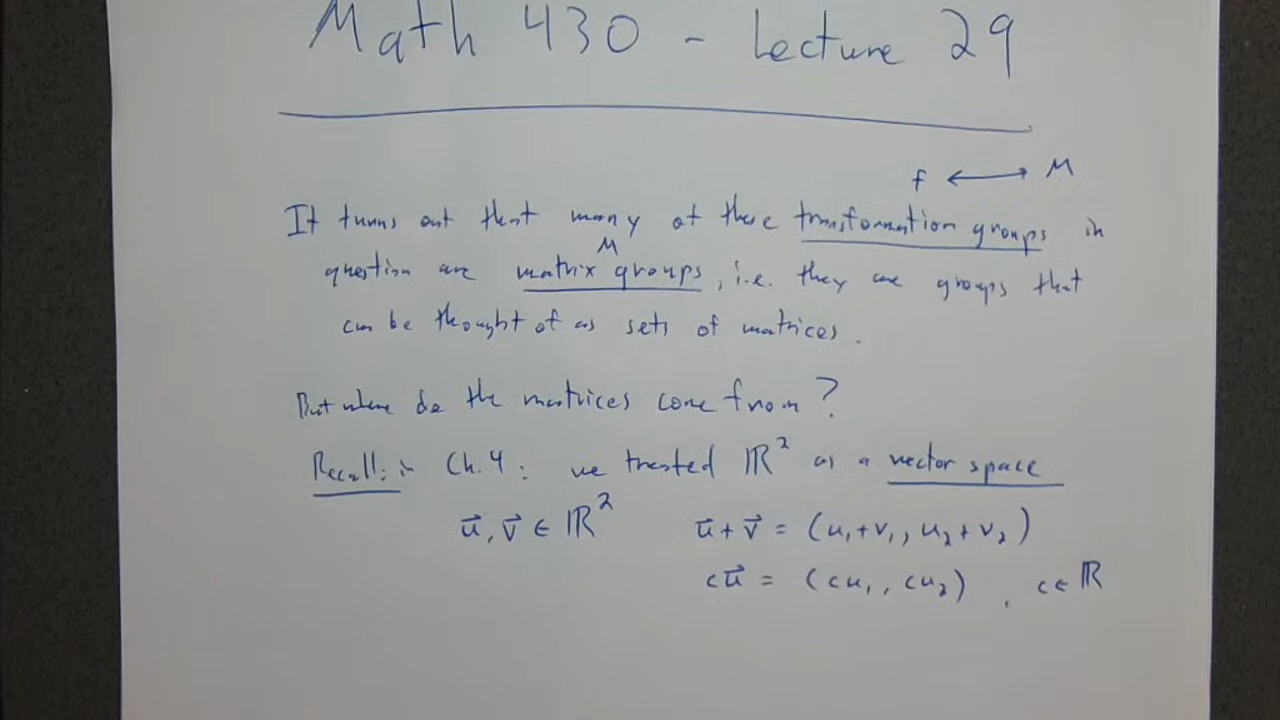 Math 430 - Lecture 29
f ⟷ M
It turns out that many of these transformation groups in
M
question are matrix groups, i.e. they are groups that
can be thought of as sets of matrices.
But where do the matrices come from?
Recall: in Ch. 4: we treated ℝ² as a vector space
u⃗, v⃗ ∈ ℝ² u⃗ + v⃗ = (u₁+v₁, u₂+v₂)
cu⃗ = (cu₁, cu₂), c ∈ ℝ